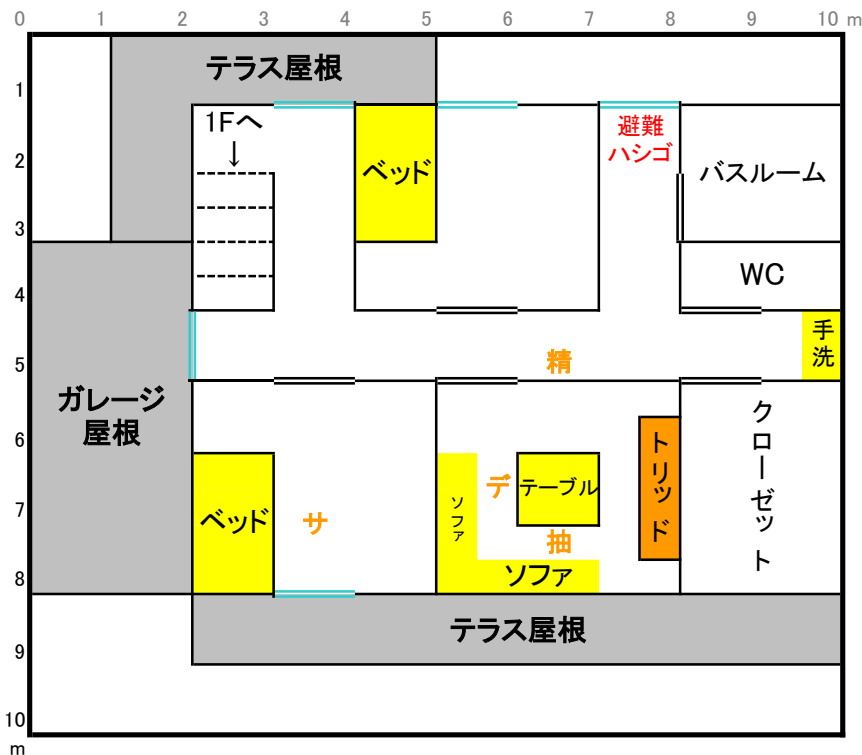 0 1 2 3 4 5 6 7 8 9 10 m
1
2
3
4
5
6
7
8
9
10
m
テラス屋根
1Fへ
↓
ベッド
避難
ハシゴ
バスルーム
WC
手洗
精
ガレージ
屋根
ベッド
サ
ソファ
デ
テーブル
抽
ソファ
トリッド
クローゼット
テラス屋根